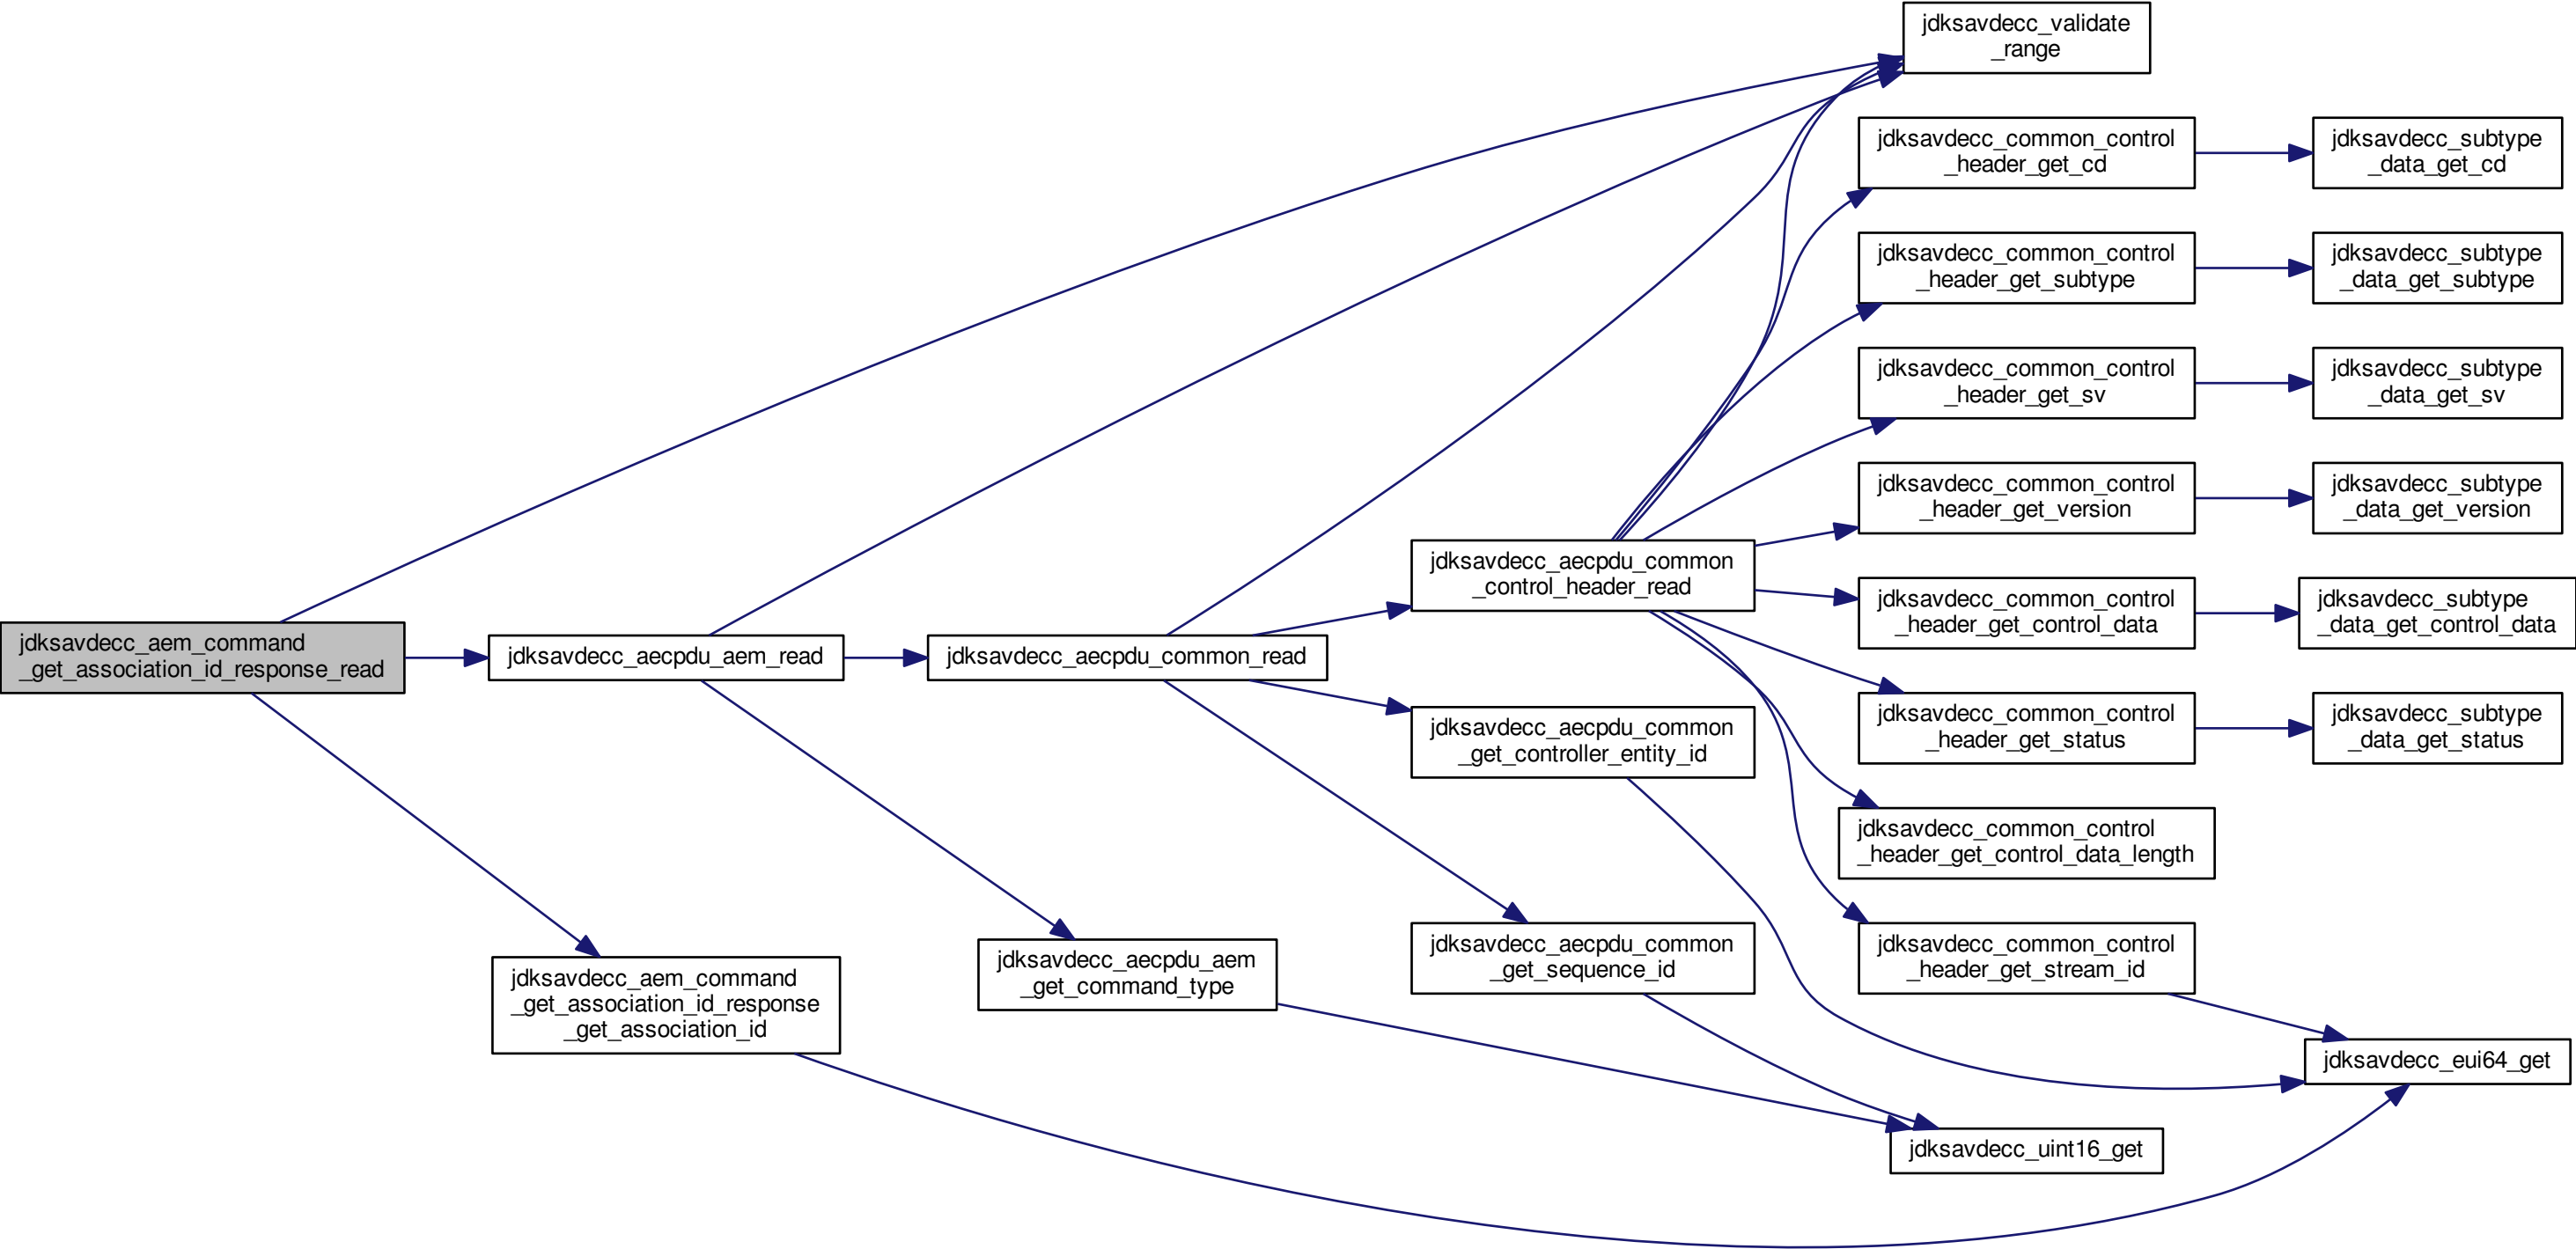 jdksavdecc_validate
_range
jdksavdecc_common_control
_header_get_cd
jdksavdecc_subtype
_data_get_cd
jdksavdecc_common_control
_header_get_subtype
jdksavdecc_subtype
_data_get_subtype
jdksavdecc_common_control
_header_get_sv
jdksavdecc_subtype
_data_get_sv
jdksavdecc_common_control
_header_get_version
jdksavdecc_subtype
_data_get_version
jdksavdecc_aecpdu_common
_control_header_read
jdksavdecc_common_control
_header_get_control_data
jdksavdecc_subtype
_data_get_control_data
jdksavdecc_aem_command
_get_association_id_response_read
jdksavdecc_aecpdu_aem_read
jdksavdecc_aecpdu_common_read
jdksavdecc_aecpdu_common
_get_controller_entity_id
jdksavdecc_common_control
_header_get_status
jdksavdecc_subtype
_data_get_status
jdksavdecc_common_control
_header_get_control_data_length
jdksavdecc_aem_command
_get_association_id_response
_get_association_id
jdksavdecc_aecpdu_aem
_get_command_type
jdksavdecc_aecpdu_common
_get_sequence_id
jdksavdecc_common_control
_header_get_stream_id
jdksavdecc_eui64_get
jdksavdecc_uint16_get